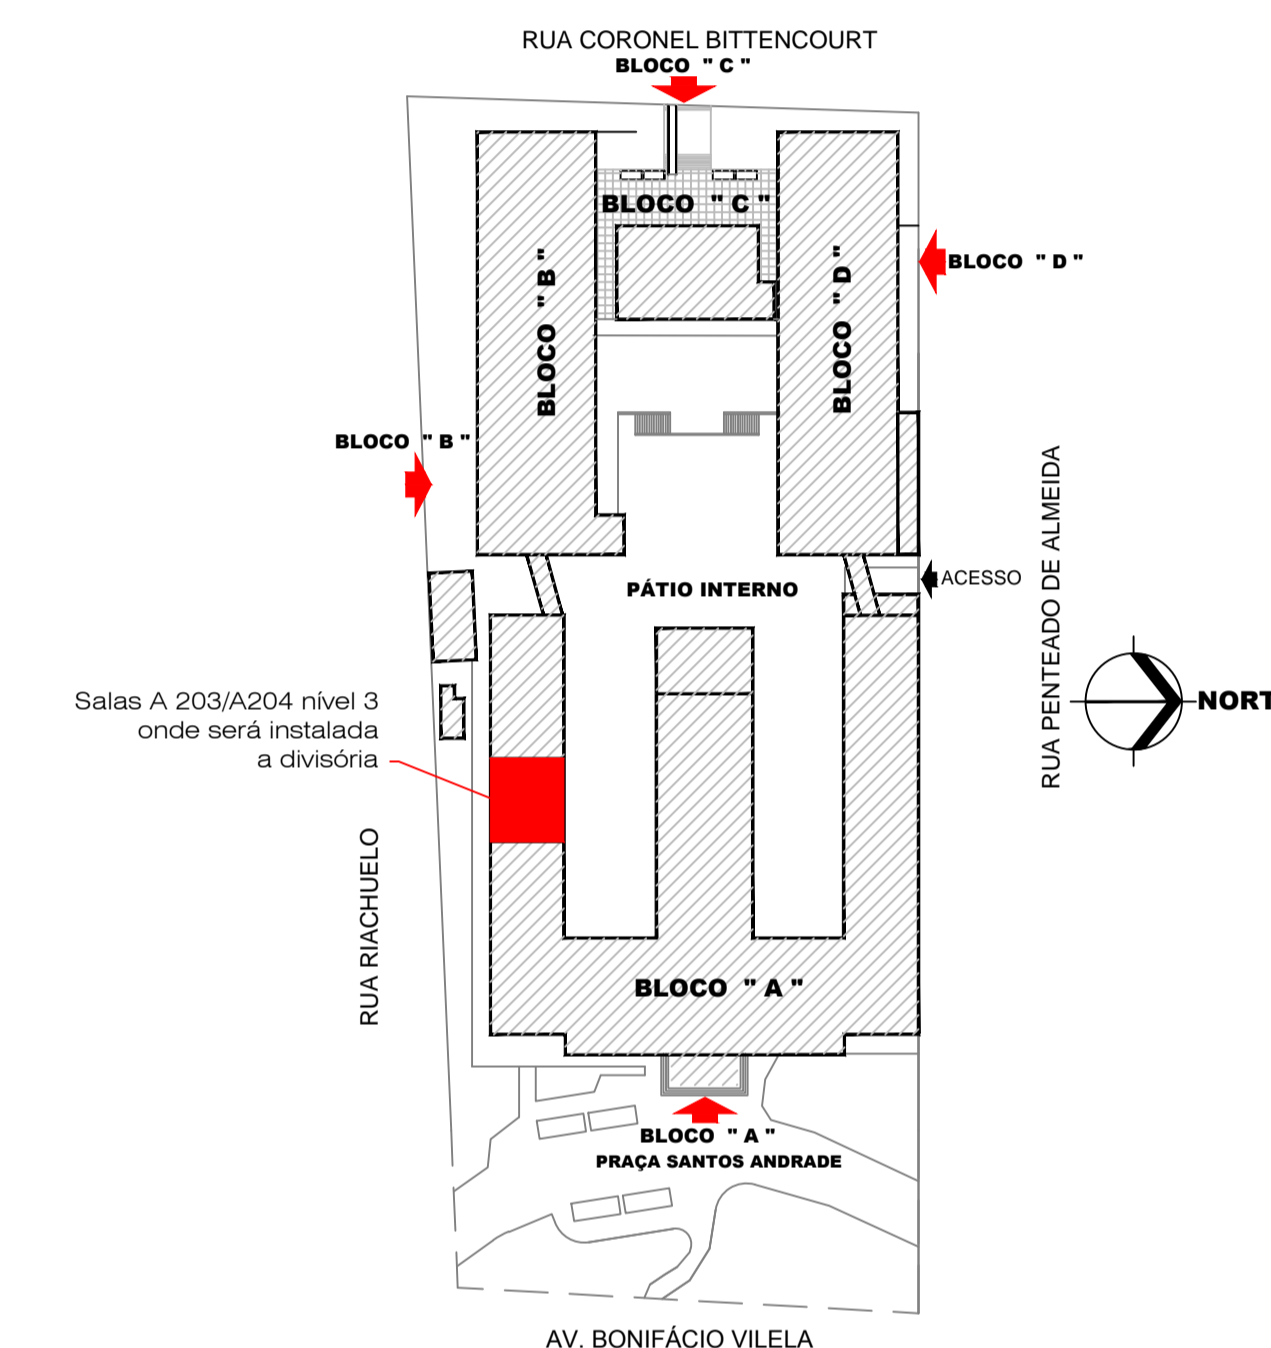 RUA CORONEL BITTENCOURT
BLOCO " C "
BLOCO " C "
BLOCO " B "
BLOCO " D "
BLOCO " D "
BLOCO " B "
RUA PENTEADO DE ALMEIDA
ACESSO
PÁTIO INTERNO
NORT
Salas A 203/A204 nível 3
onde será instalada
a divisória
RUA RIACHUELO
BLOCO " A "
BLOCO " A "
PRAÇA SANTOS ANDRADE
AV. BONIFÁCIO VILELA